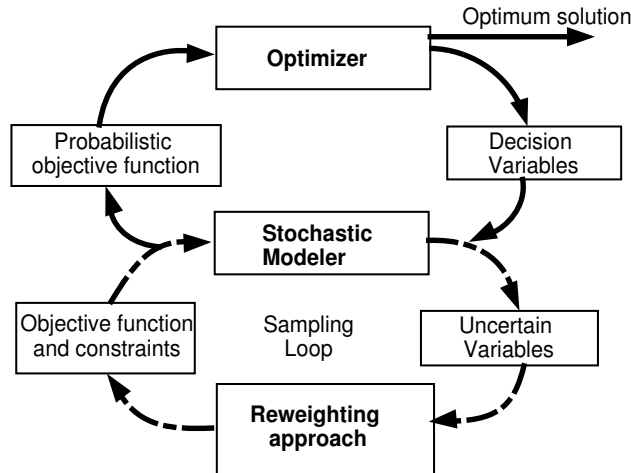 Optimum solution
Optimizer
Probabilistic
objective function
Decision
Variables
Stochastic
Modeler
Objective function
and constraints
Sampling
Loop
Uncertain
Variables
Reweighting
approach